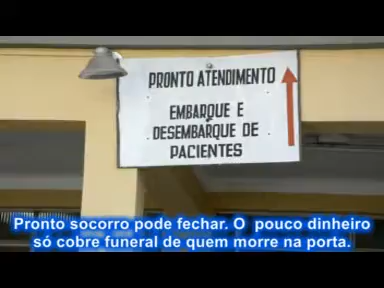 PRONTO ATENDIMENTO
EMBARQUE E
DESEMBARQUE DE
PACIENTES
Pronto socorro pode fechar. O pouco dinheiro
só cobre funeral de quem morre na porta.